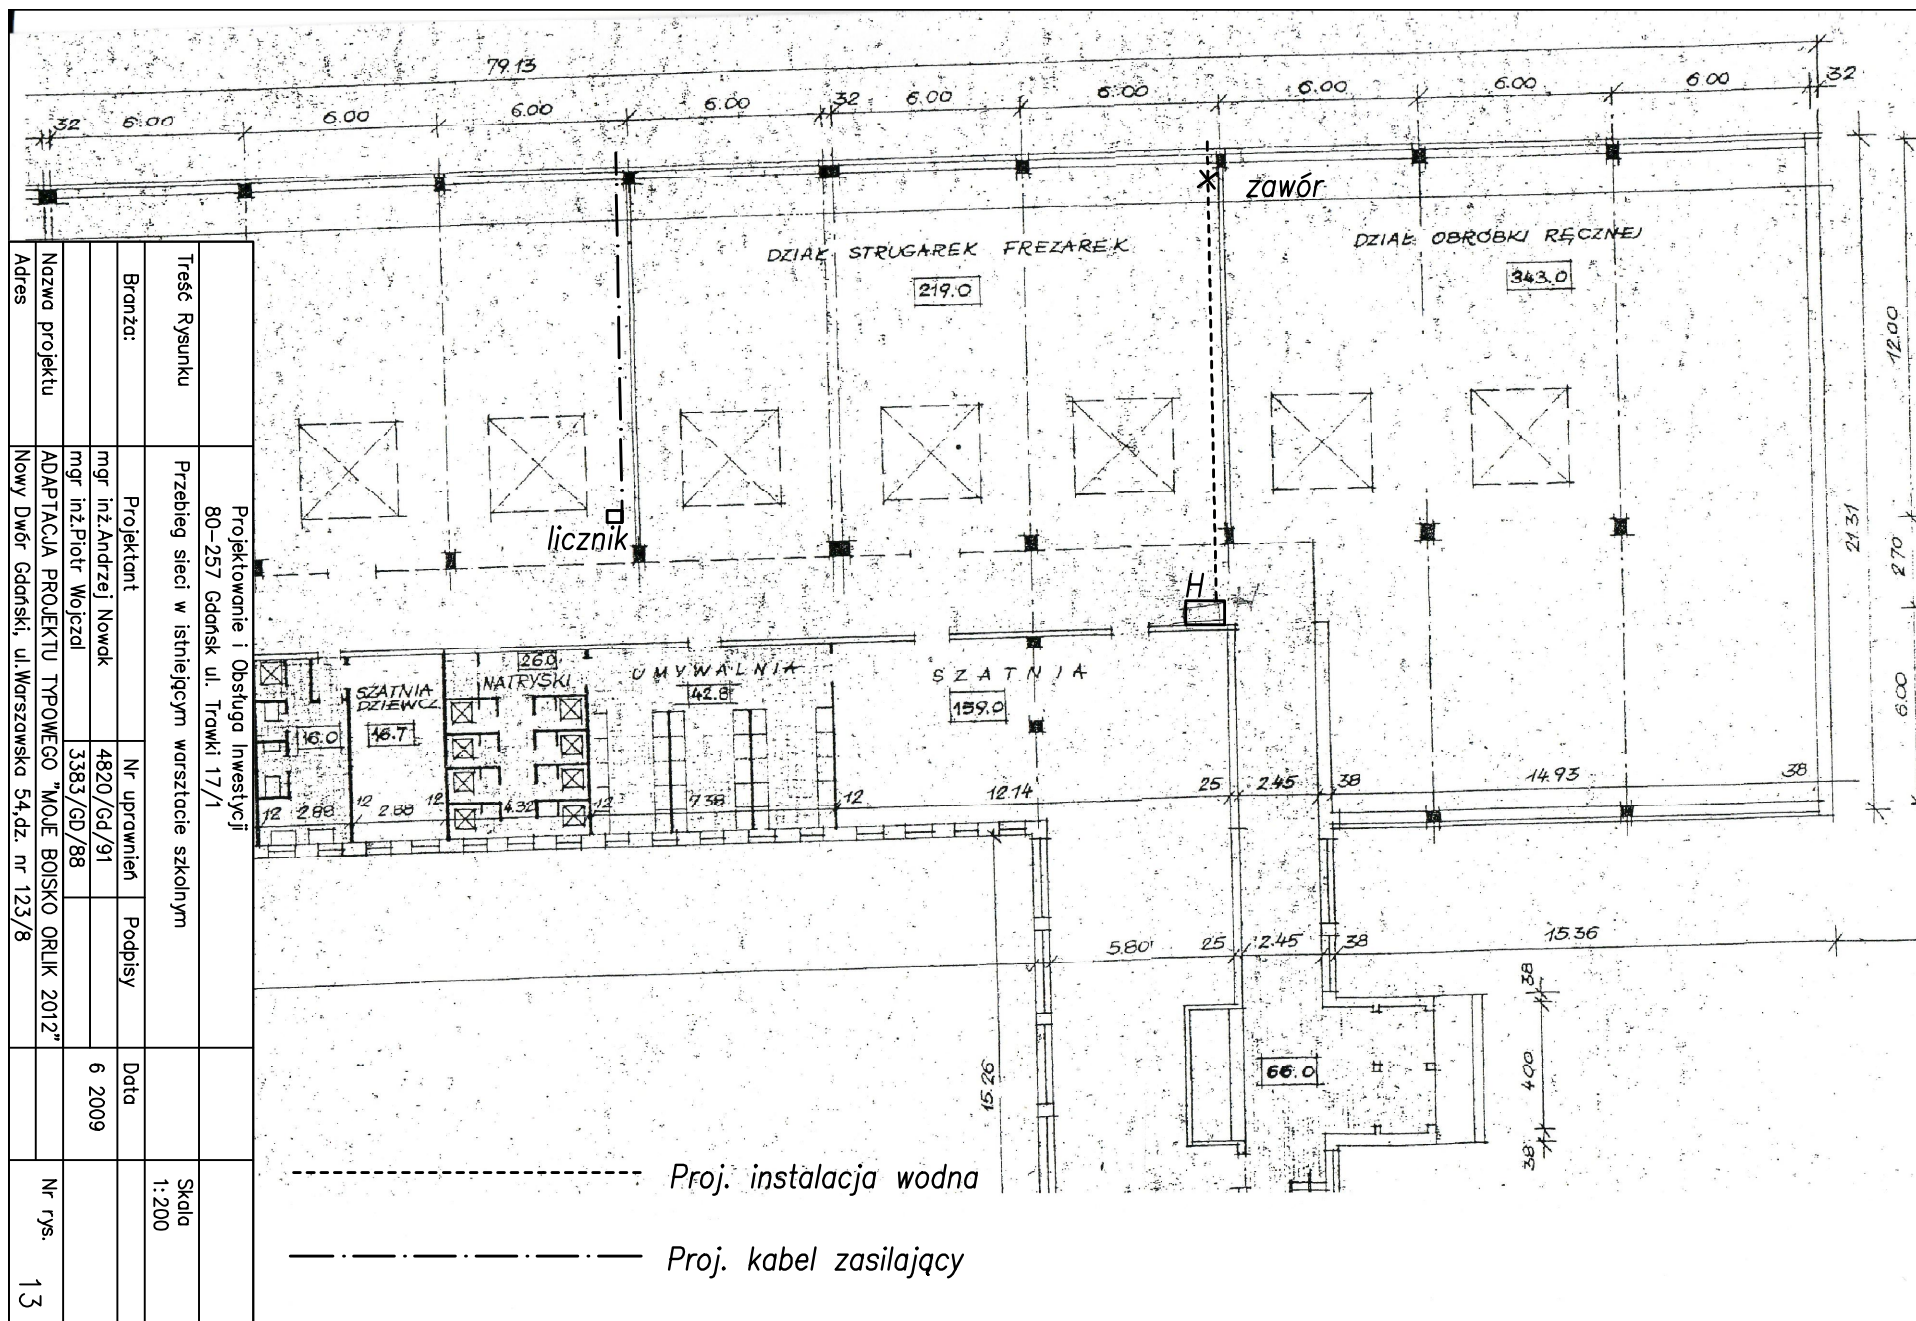 79.13
32 6.00 6.00 6.00 6.00 32 6.00 6.00 6.00 6.00 6.00 32
zawór
DZIAŁ STRUGAREK FREZAREK
219.0
DZIAŁ OBRÓBKI RĘCZNEJ
343.0
12.00
21.31
2.70
6.00
licznik
H
26.0
NATRYSKI
UMYWALNIA
42.8
SZATNIA
159.0
SZATNIA
DZIEWCZ.
16.0
16.7
12 2.88 12 2.88 12 4.32 12 7.38 12 12.14 25 2.45 38 14.93 38
5.80 25 2.45 38 15.36
15.26
66.0
38
400
38
Proj. instalacja wodna
Proj. kabel zasilający
Projektowanie i Obsługa Inwestycji
80-257 Gdańsk ul. Trawki 17/1
Treść Rysunku
Przebieg sieci w istniejącym warsztacie szkolnym
Skala
1:200
Branża:
Projektant
Nr uprawnień
Podpisy
Data
mgr inż.Andrzej Nowak
4820/Gd/91
6 2009
mgr inż.Piotr Wojczal
3383/GD/88
Nazwa projektu
ADAPTACJA PROJEKTU TYPOWEGO "MOJE BOISKO ORLIK 2012"
Adres
Nowy Dwór Gdański, ul.Warszawska 54,dz. nr 123/8
Nr rys.
13